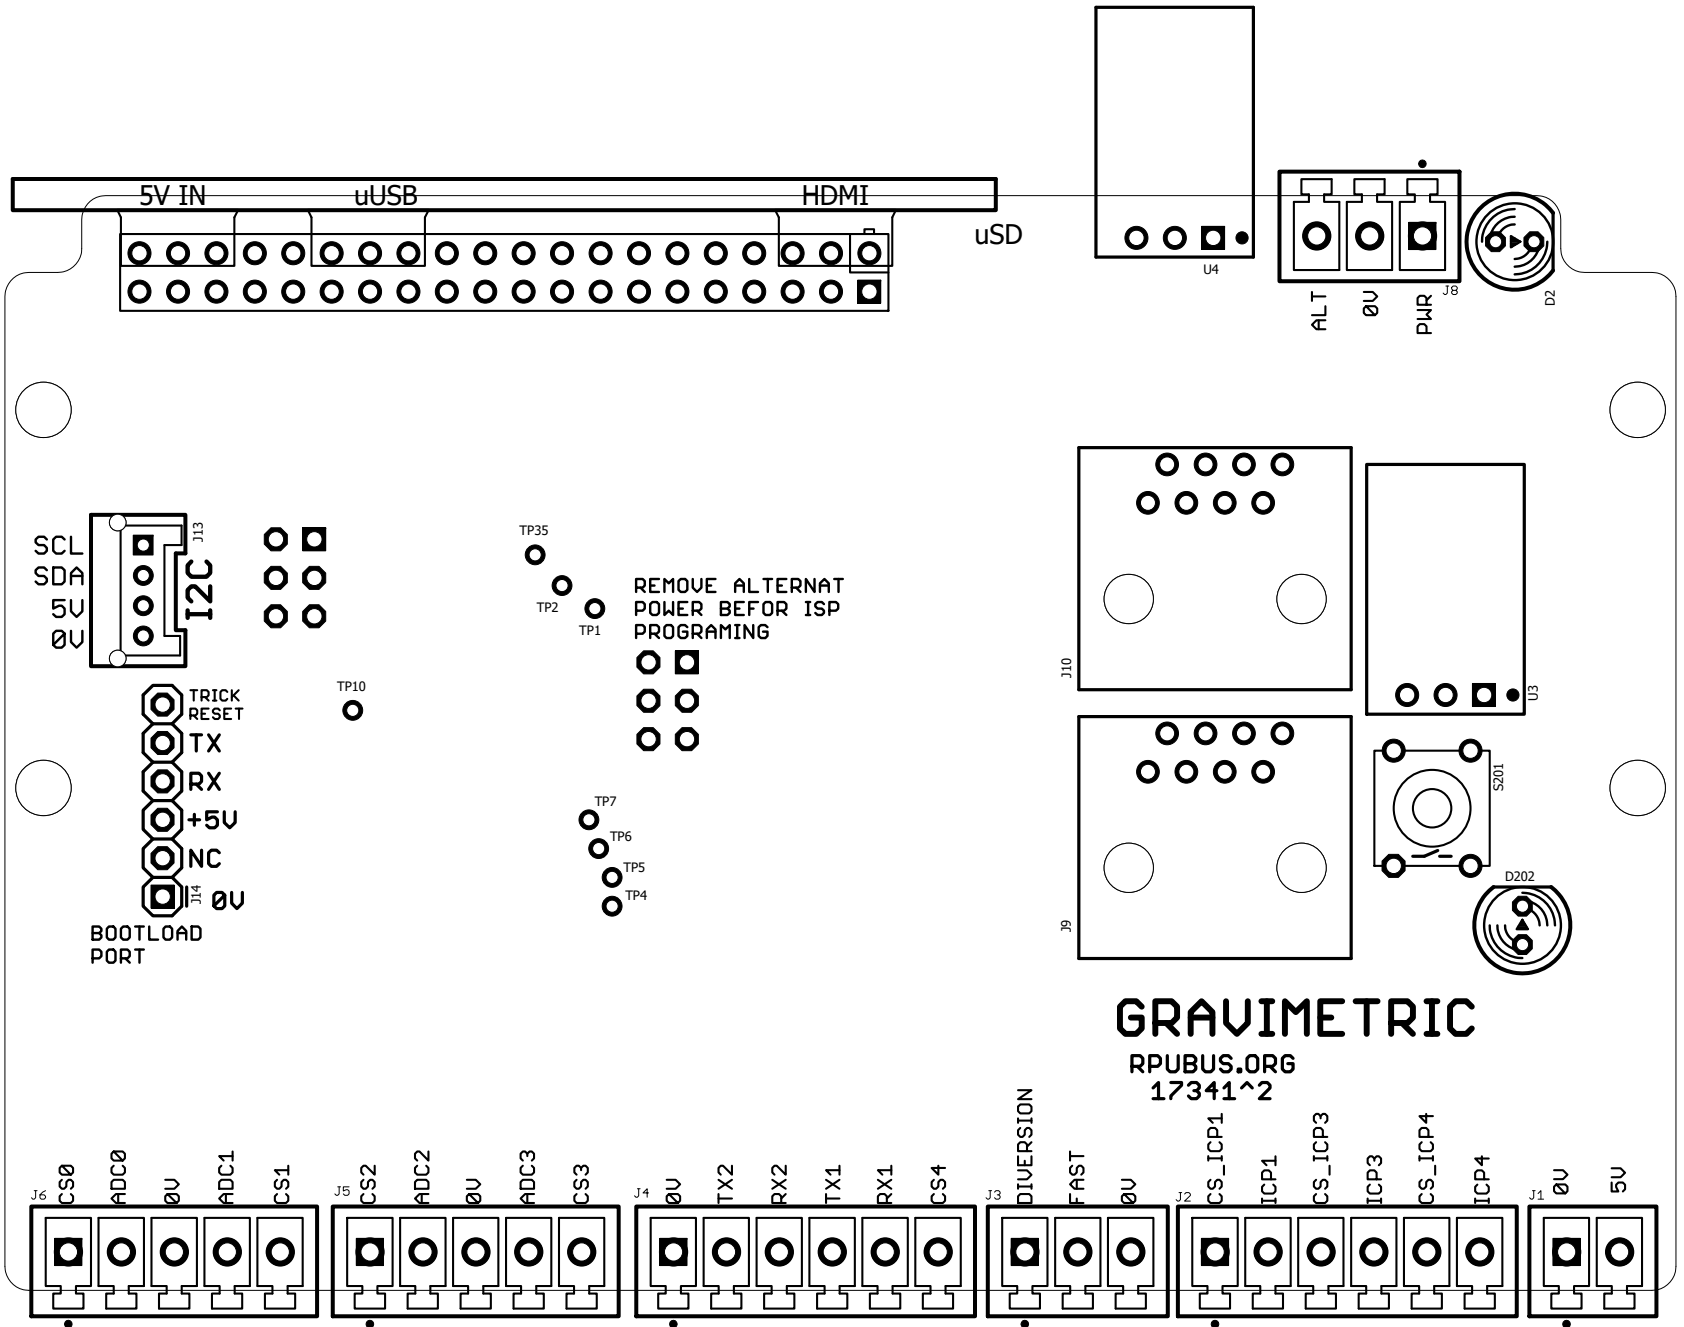 5V IN
uUSB
HDMI
uSD
U4
J8
D2
ALT
0V
PWR
J13
SCL
SDA
5V
0V
I2C
TP35
TP2
TP1
REMOVE ALTERNAT
POWER BEFOR ISP
PROGRAMING
J10
U3
TP10
TRICK
RESET
TX
RX
+5V
NC
J14
0V
BOOTLOAD
PORT
TP7
TP6
TP5
TP4
S201
J9
D202
GRAVIMETRIC
RPUBUS.ORG
17341^2
J6
CS0
ADC0
0V
ADC1
CS1
J5
CS2
ADC2
0V
ADC3
CS3
J4
0V
TX2
RX2
TX1
RX1
CS4
J3
DIVERSION
FAST
0V
J2
CS_ICP1
ICP1
CS_ICP3
ICP3
CS_ICP4
ICP4
J1
0V
5V